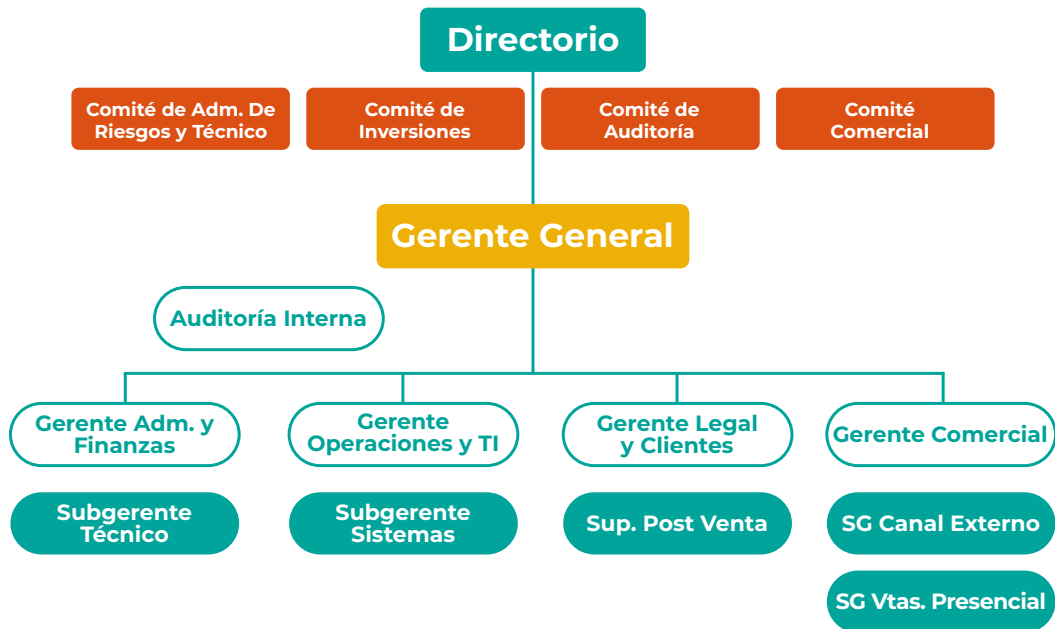 Directorio
Comité de Adm. De
Riesgos y Técnico
Comité de
Inversiones
Comité de
Auditoría
Comité
Comercial
Gerente General
Auditoría Interna
Gerente Adm. y
Finanzas
Gerente
Operaciones y TI
Gerente Legal
y Clientes
Gerente Comercial
Subgerente
Técnico
Subgerente
Sistemas
Sup. Post Venta
SG Canal Externo
SG Vtas. Presencial